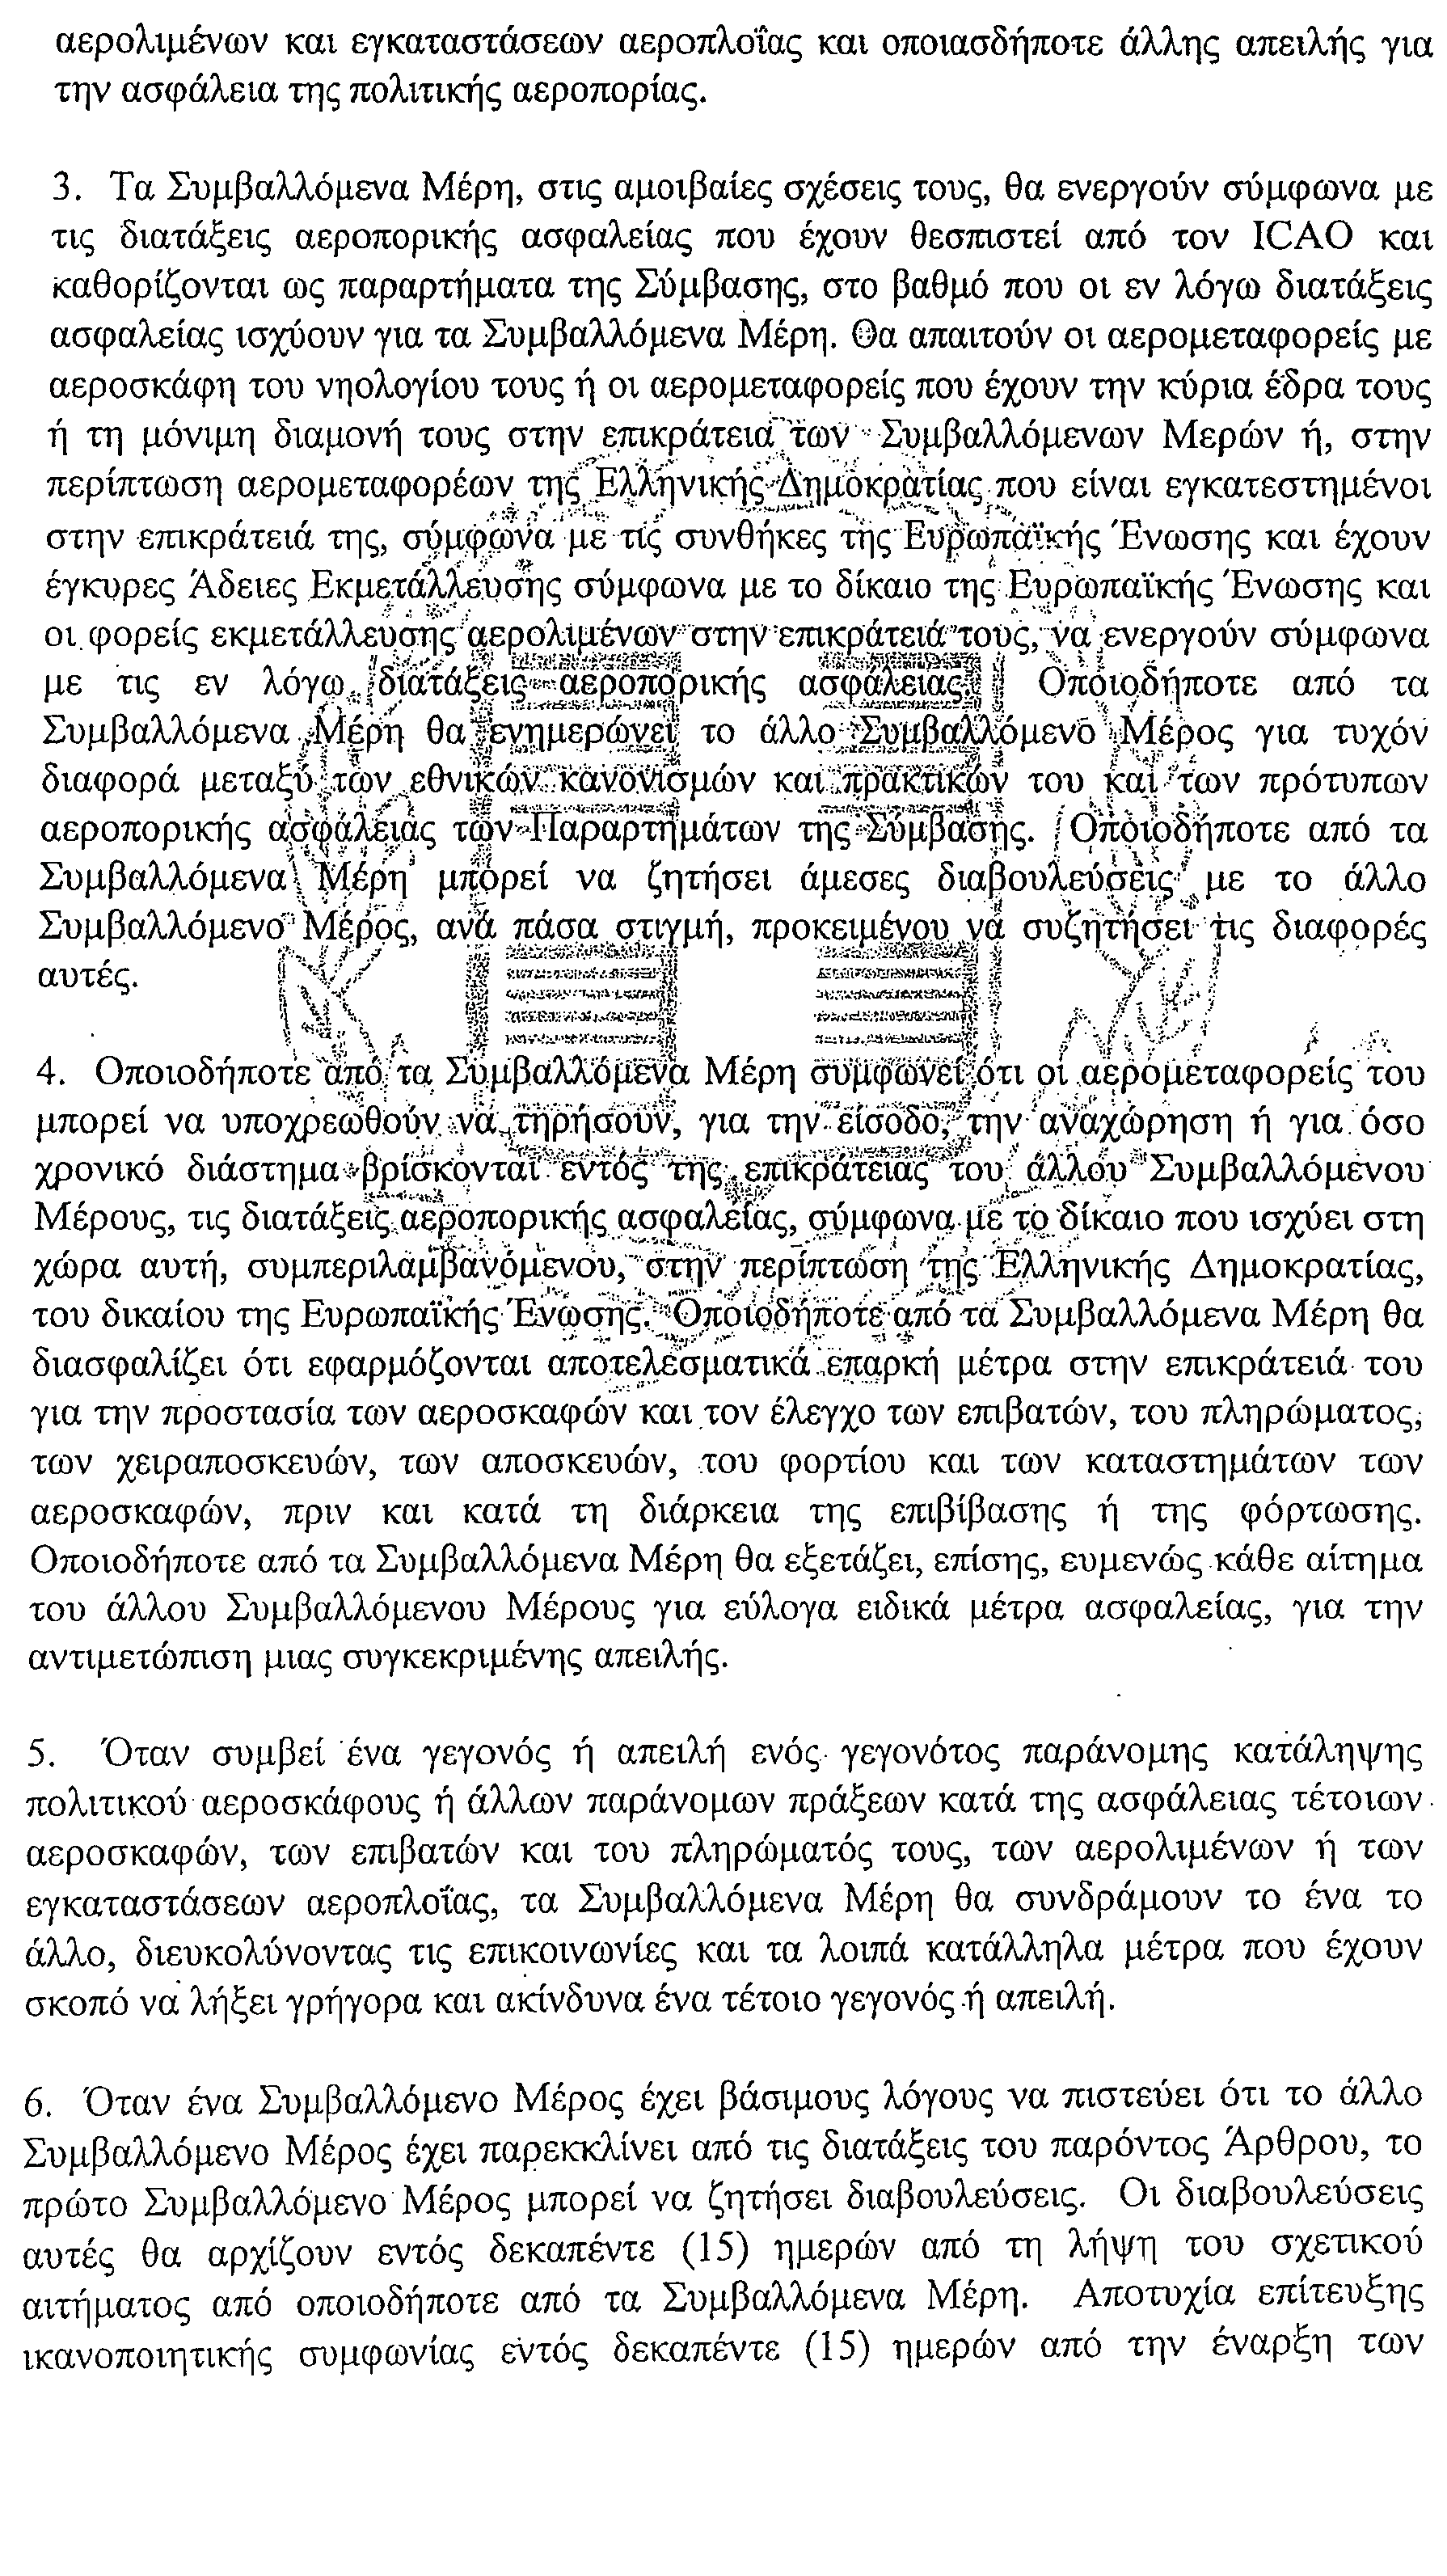 αερολιμένων και εγκαταστάσεων αεροπλοΐας και οποιασδήποτε άλλης απειλής για
την ασφάλεια της πολιτικής αεροπορίας.
3. Τα Συμβαλλόμενα Μέρη, στις αμοιβαίες σχέσεις τους, θα ενεργούν σύμφωνα με
τις διατάξεις αεροπορικής ασφαλείας που έχουν θεσπιστεί από τον ICAO και
καθορίζονται ως παραρτήματα της Σύμβασης, στο βαθμό που οι εν λόγω διατάξεις
ασφαλείας ισχύουν για τα Συμβαλλόμενα Μέρη. Θα απαιτούν οι αερομεταφορείς με
αεροσκάφη του νηολογίου τους ή οι αερομεταφορείς που έχουν την κύρια έδρα τους
ή τη μόνιμη διαμονή τους στην επικράτεια των Συμβαλλόμενων Μερών ή, στην
περίπτωση αερομεταφορέων της Ελληνικής Δημοκρατίας που είναι εγκατεστημένοι
στην επικράτειά της, σύμφωνα με τις συνθήκες της Ευρωπαϊκής Ένωσης και έχουν
έγκυρες Άδειες Εκμετάλλευσης σύμφωνα με το δίκαιο της Ευρωπαϊκής Ένωσης και
οι φορείς εκμετάλλευσης αερολιμένων στην επικράτειά τους, να ενεργούν σύμφωνα
με τις εν λόγω διατάξεις αεροπορικής ασφάλειας. Οποιοδήποτε από τα
Συμβαλλόμενα Μέρη θα ενημερώνει το άλλο Συμβαλλόμενο Μέρος για τυχόν
διαφορά μεταξύ των εθνικών κανονισμών και πρακτικών του και των πρότυπων
αεροπορικής ασφάλειας των Παραρτημάτων της Σύμβασης. Οποιοδήποτε από τα
Συμβαλλόμενα Μέρη μπορεί να ζητήσει άμεσες διαβουλεύσεις με το άλλο
Συμβαλλόμενο Μέρος, ανά πάσα στιγμή, προκειμένου να συζητήσει τις διαφορές
αυτές.
4. Οποιοδήποτε από τα Συμβαλλόμενα Μέρη συμφωνεί ότι οι αερομεταφορείς του
μπορεί να υποχρεωθούν να τηρήσουν, για την είσοδο, την αναχώρηση ή για όσο
χρονικό διάστημα βρίσκονται εντός της επικράτειας του άλλου Συμβαλλόμενου
Μέρους, τις διατάξεις αεροπορικής ασφαλείας, σύμφωνα με το δίκαιο που ισχύει στη
χώρα αυτή, συμπεριλαμβανόμενου, στην περίπτωση της Ελληνικής Δημοκρατίας,
του δικαίου της Ευρωπαϊκής Ένωσης. Οποιοδήποτε από τα Συμβαλλόμενα Μέρη θα
διασφαλίζει ότι εφαρμόζονται αποτελεσματικά επαρκή μέτρα στην επικράτειά του
για την προστασία των αεροσκαφών και τον έλεγχο των επιβατών, του πληρώματος,
των χειραποσκευών, των αποσκευών, του φορτίου και των καταστημάτων των
αεροσκαφών, πριν και κατά τη διάρκεια της επιβίβασης ή της φόρτωσης.
Οποιοδήποτε από τα Συμβαλλόμενα Μέρη θα εξετάζει, επίσης, ευμενώς κάθε αίτημα
του άλλου Συμβαλλόμενου Μέρους για εύλογα ειδικά μέτρα ασφαλείας, για την
αντιμετώπιση μιας συγκεκριμένης απειλής.
5. Όταν συμβεί ένα γεγονός ή απειλή ενός γεγονότος παράνομης κατάληψης
πολιτικού αεροσκάφους ή άλλων παράνομων πράξεων κατά της ασφάλειας τέτοιων
αεροσκαφών, των επιβατών και του πληρώματός τους, των αερολιμένων ή των
εγκαταστάσεων αεροπλοΐας, τα Συμβαλλόμενα Μέρη θα συνδράμουν το ένα το
άλλο, διευκολύνοντας τις επικοινωνίες και τα λοιπά κατάλληλα μέτρα που έχουν
σκοπό να λήξει γρήγορα και ακίνδυνα ένα τέτοιο γεγονός ή απειλή.
6. Όταν ένα Συμβαλλόμενο Μέρος έχει βάσιμους λόγους να πιστεύει ότι το άλλο
Συμβαλλόμενο Μέρος έχει παρεκκλίνει από τις διατάξεις του παρόντος Άρθρου, το
πρώτο Συμβαλλόμενο Μέρος μπορεί να ζητήσει διαβουλεύσεις. Οι διαβουλεύσεις
αυτές θα αρχίζουν εντός δεκαπέντε (15) ημερών από τη λήψη του σχετικού
αιτήματος από οποιοδήποτε από τα Συμβαλλόμενα Μέρη. Αποτυχία επίτευξης
ικανοποιητικής συμφωνίας εντός δεκαπέντε (15) ημερών από την έναρξη των